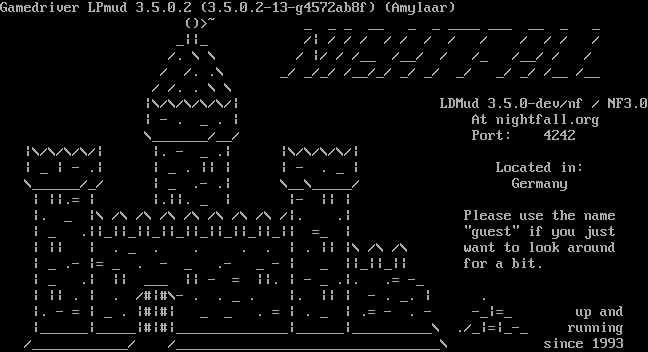 Gamedriver LPmud 3.5.0.2 (3.5.0.2-13-g4572ab8f) (Amylaar)
NIGHTFALL
LDMud 3.5.0-dev/nf / NF3.0
At nightfall.org
Port: 4242
Located in:
Germany
Please use the name
"guest" if you just
want to look around
for a bit.
up and
running
since 1993